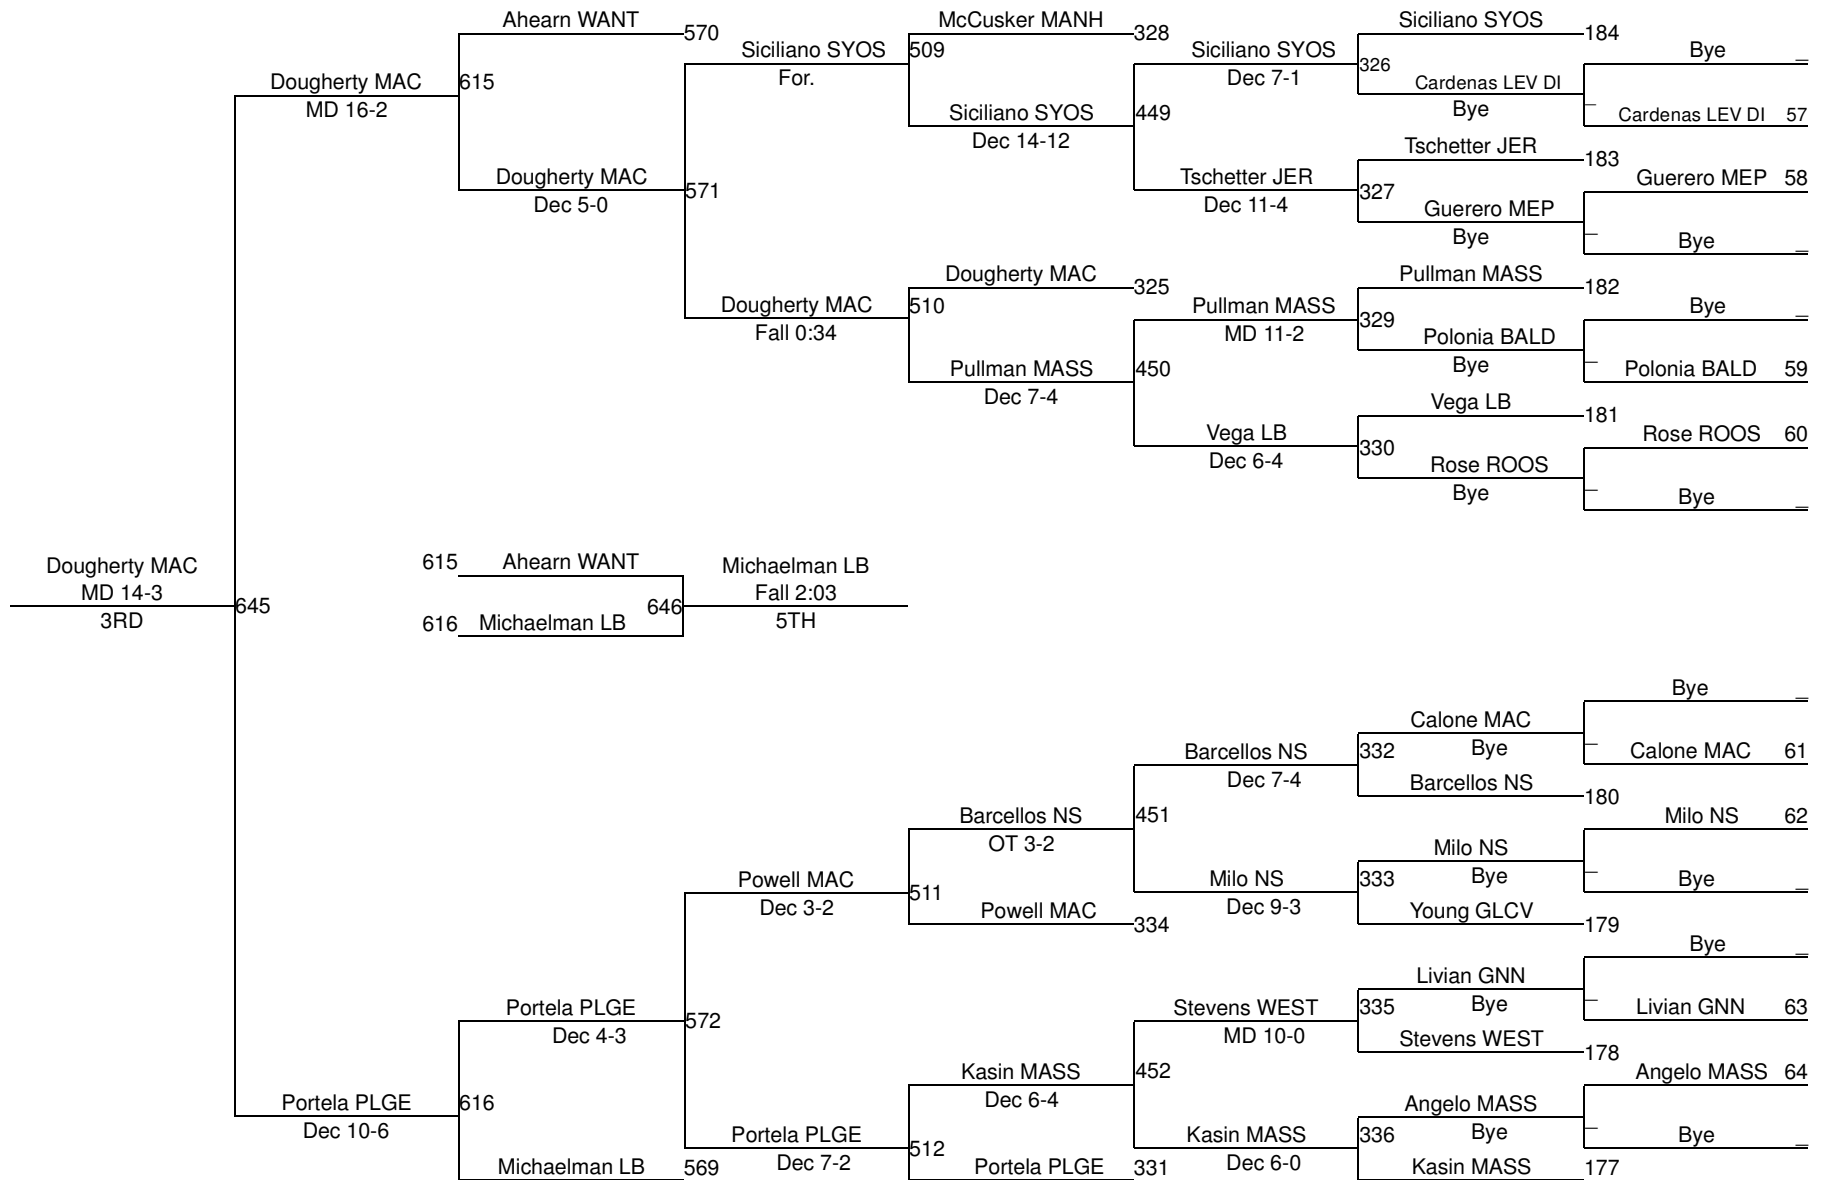 Ahearn WANT 570
McCusker MANH 328
Siciliano SYOS 184
Siciliano SYOS 509
For.
Siciliano SYOS 326
Dec 7-1
Bye _
Dougherty MAC 615
MD 16-2
Cardenas LEV DI
Bye
_
Cardenas LEV DI 57
Siciliano SYOS 449
Dec 14-12
Tschetter JER 183
Dougherty MAC 571
Dec 5-0
Tschetter JER 327
Dec 11-4
Guerero MEP 58
Guerero MEP
Bye
_
Bye _
Dougherty MAC 325
Pullman MASS 182
Dougherty MAC 510
Fall 0:34
Pullman MASS 329
MD 11-2
Bye _
Polonia BALD
Bye
_
Polonia BALD 59
Pullman MASS 450
Dec 7-4
Vega LB 181
Vega LB 330
Dec 6-4
Rose ROOS 60
Rose ROOS
Bye
_
Bye _
Dougherty MAC
MD 14-3
3RD
645
615 Ahearn WANT
616 Michaelman LB
646
Michaelman LB
Fall 2:03
5TH
Bye _
Calone MAC
Bye
_
Calone MAC 61
Barcellos NS 332
Dec 7-4
Barcellos NS 180
Barcellos NS 451
OT 3-2
Milo NS 62
Milo NS
Bye
_
Bye _
Powell MAC 511
Dec 3-2
Milo NS 333
Dec 9-3
Powell MAC 334
Young GLCV 179
Bye _
Livian GNN
Bye
_
Livian GNN 63
Portela PLGE 572
Dec 4-3
Stevens WEST 335
MD 10-0
Stevens WEST 178
Kasin MASS 452
Dec 6-4
Angelo MASS 64
Portela PLGE 616
Dec 10-6
Angelo MASS
Bye
_
Bye _
Portela PLGE 512
Dec 7-2
Kasin MASS 336
Dec 6-0
Michaelman LB 569
Portela PLGE 331
Kasin MASS 177